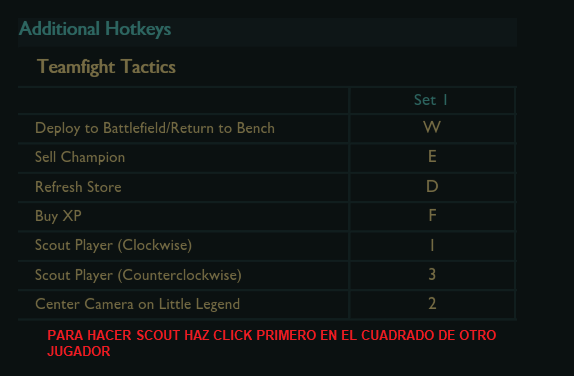 Additional Hotkeys
Teamfight Tactics
Set 1
Deploy to Battlefield/Return to Bench W
Sell Champion E
Refresh Store D
Buy XP F
Scout Player (Clockwise) 1
Scout Player (Counterclockwise) 3
Center Camera on Little Legend 2
PARA HACER SCOUT HAZ CLICK PRIMERO EN EL CUADRADO DE OTRO
JUGADOR